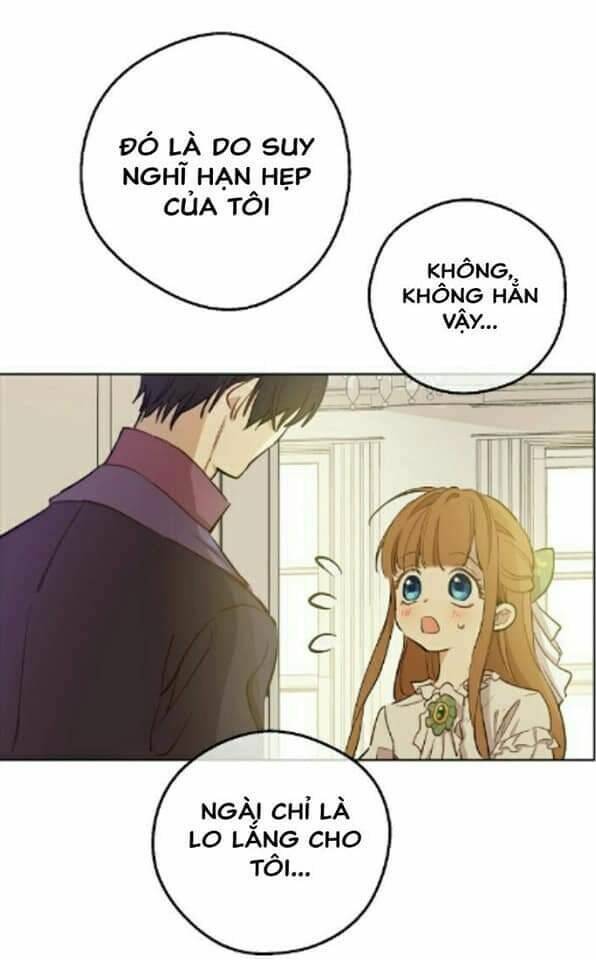 ĐÓ LÀ DO SUY
NGHĨ HẠN HẸP
CỦA TÔI
KHÔNG,
KHÔNG HẲN
VẬY...
NGÀI CHỈ LÀ
LO LẮNG CHO
TÔI...